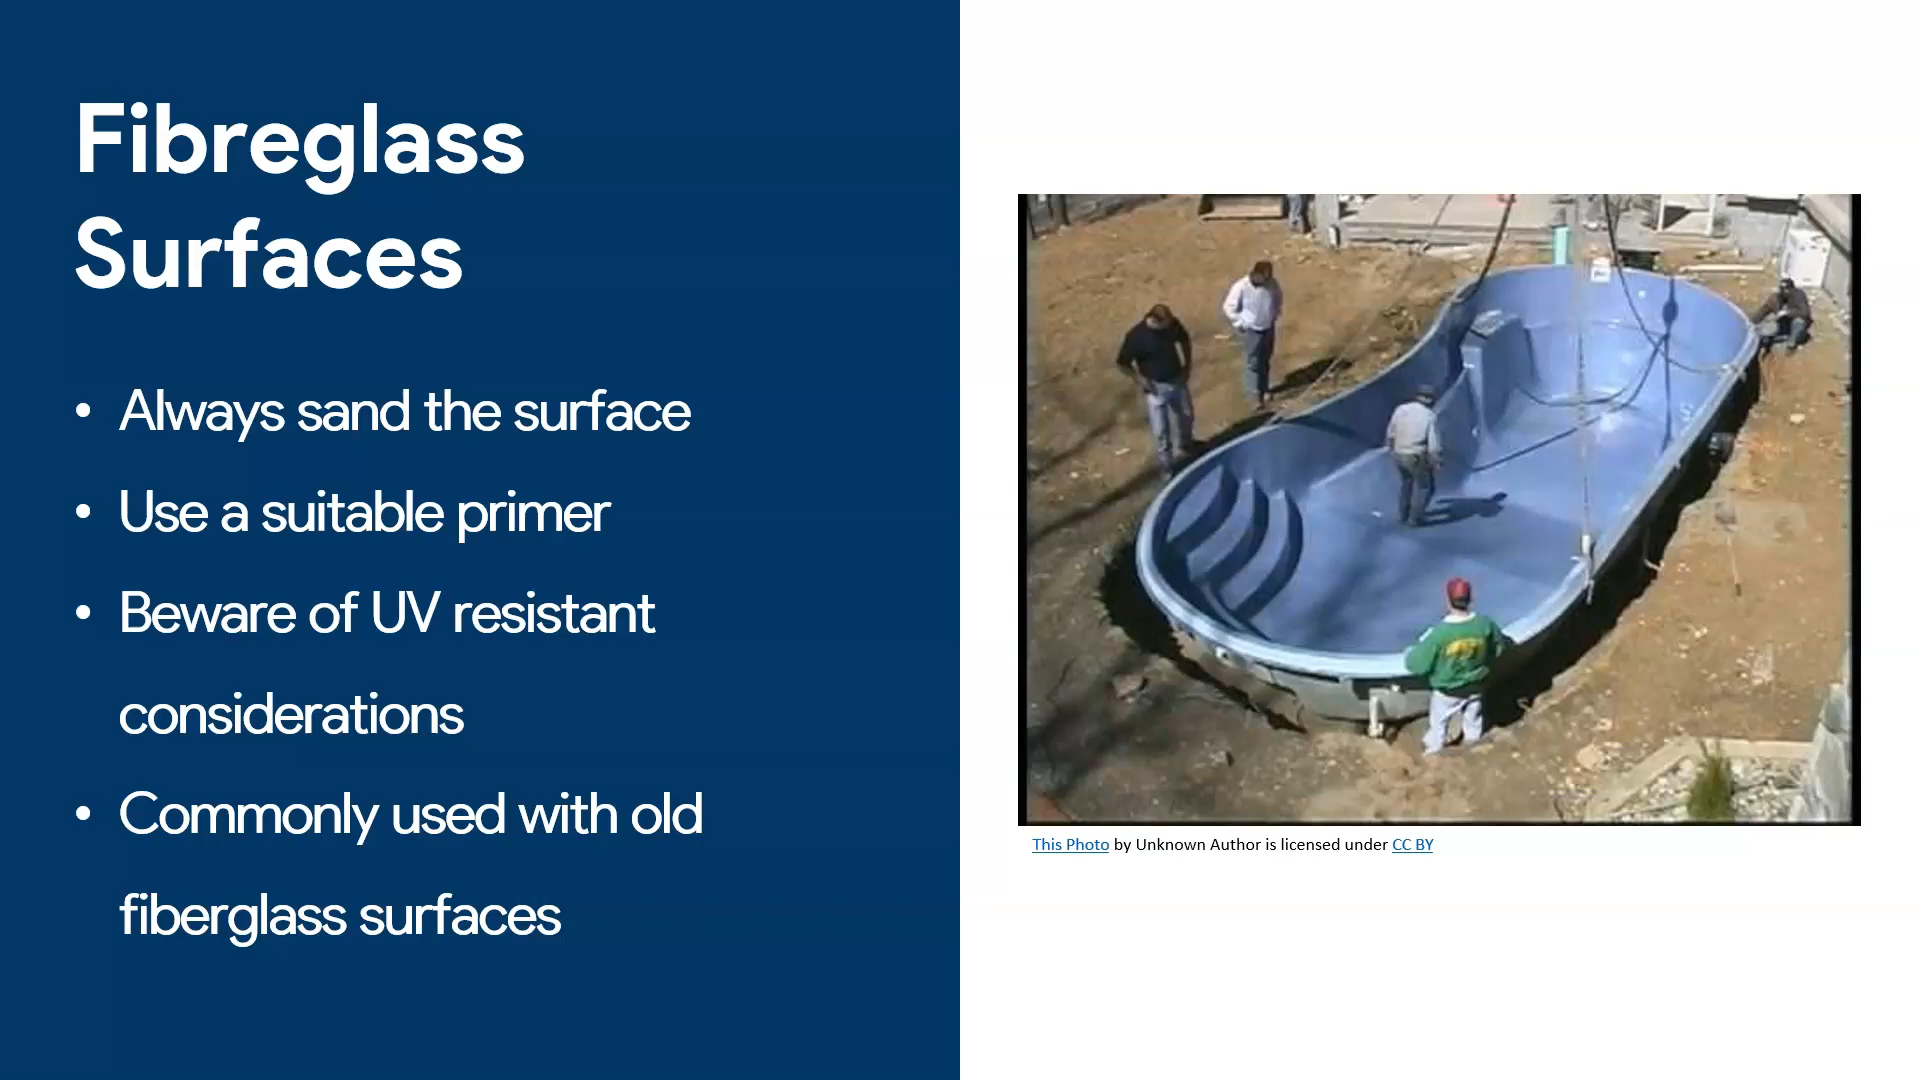 Fibreglass
Surfaces
• Always sand the surface
• Use a suitable primer
• Beware of UV resistant
considerations
• Commonly used with old
fiberglass surfaces
This Photo by Unknown Author is licensed under CC BY